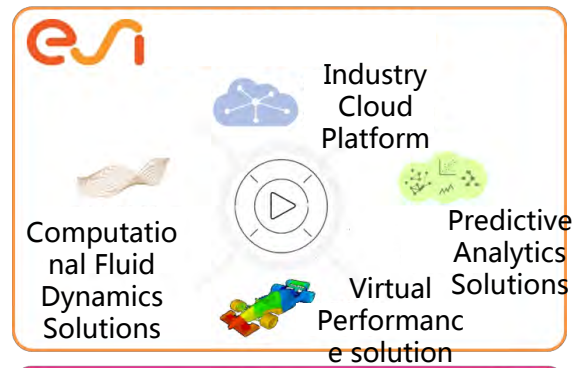 esi
Industry
Cloud
Platform
Computatio
nal Fluid
Dynamics
Solutions
Predictive
Analytics
Solutions
Virtual
Performanc
e solution